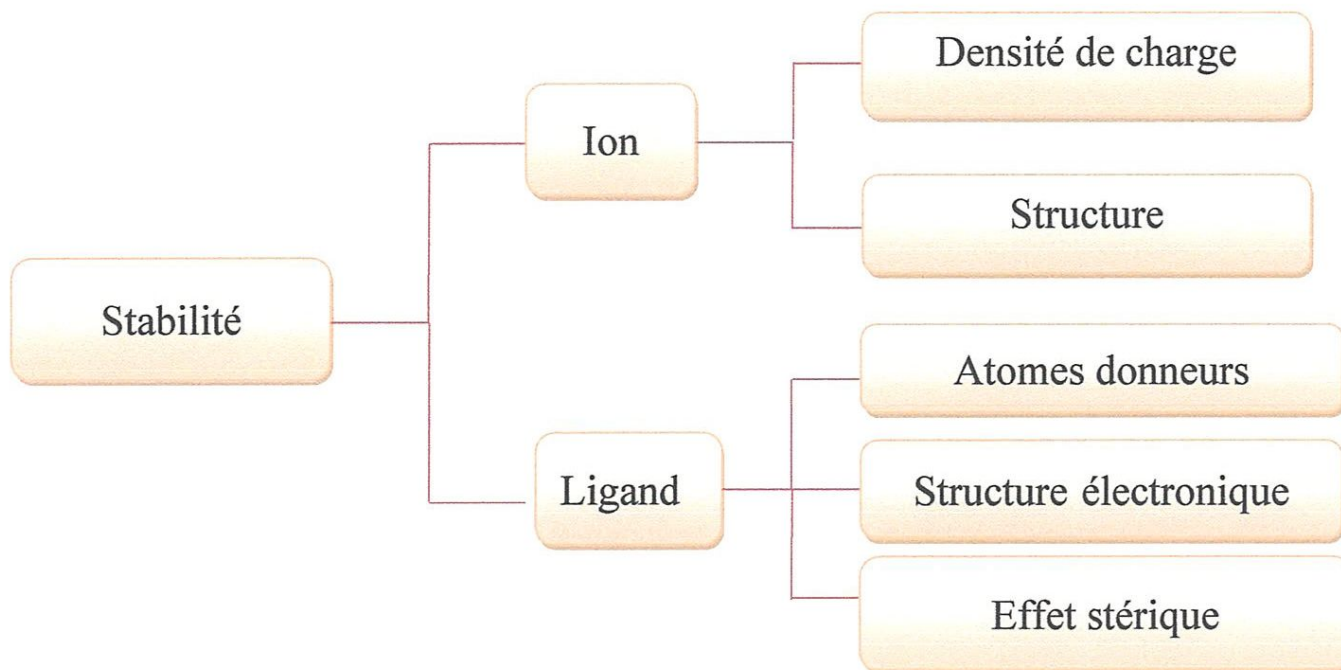 Stabilité
Ion
Densité de charge
Structure
Ligand
Atomes donneurs
Structure électronique
Effet stérique